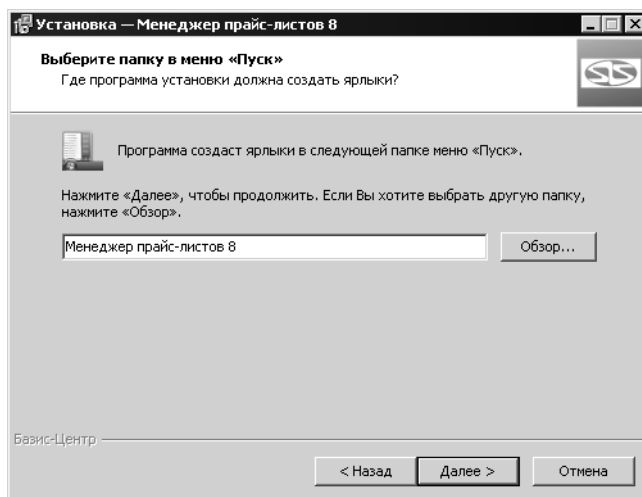 Установка — Менеджер прайс-листов 8
Выберите папку в меню «Пуск»
Где программа установки должна создать ярлыки?
Программа создаст ярлыки в следующей папке меню «Пуск».
Нажмите «Далее», чтобы продолжить. Если Вы хотите выбрать другую папку,
нажмите «Обзор».
Менеджер прайс-листов 8
Обзор...
Базис-Центр
< Назад
Далее >
Отмена